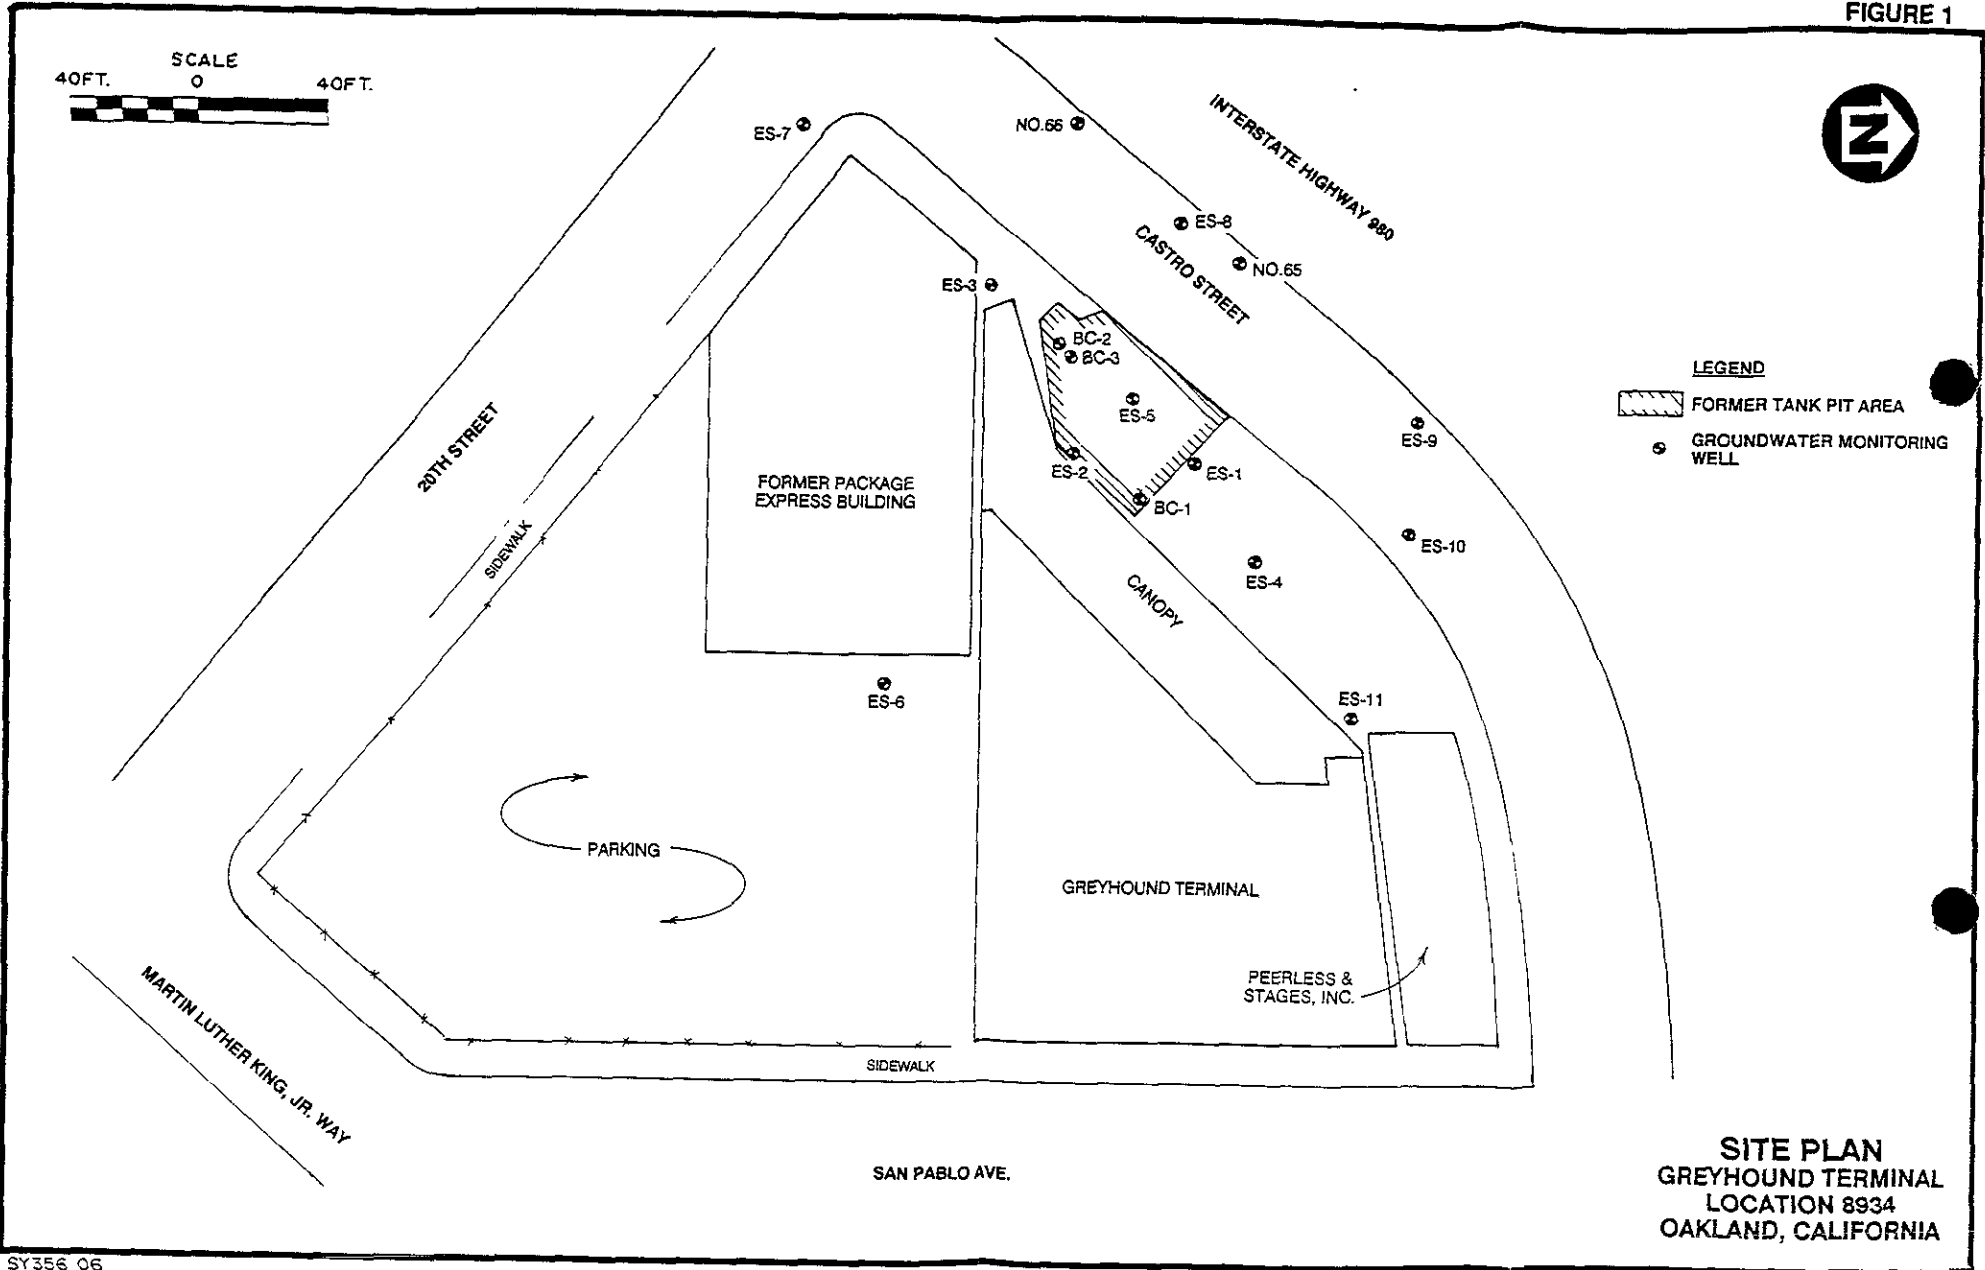 FIGURE 1
SCALE
40FT. 0 40FT.
N
ES-7
NO.66
INTERSTATE HIGHWAY 980
ES-8
CASTRO STREET
NO.65
ES-3
BC-2
BC-3
ES-5
ES-9
ES-2
ES-1
BC-1
ES-10
ES-4
LEGEND
FORMER TANK PIT AREA
GROUNDWATER MONITORING
WELL
20TH STREET
SIDEWALK
FORMER PACKAGE
EXPRESS BUILDING
CANOPY
ES-6
ES-11
PARKING
GREYHOUND TERMINAL
PEERLESS &
STAGES, INC.
MARTIN LUTHER KING, JR. WAY
SIDEWALK
SAN PABLO AVE.
SITE PLAN
GREYHOUND TERMINAL
LOCATION 8934
OAKLAND, CALIFORNIA
SY356 06